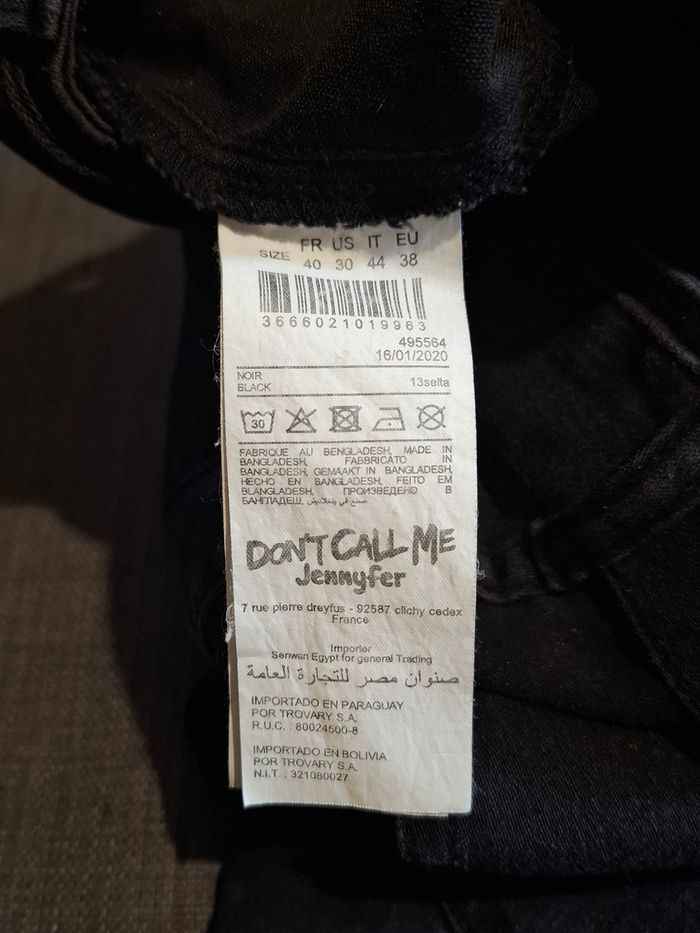 SIZE FR US IT EU
40 30 44 38
3666021019963
495564
16/01/2020
NOIR
BLACK 13selta
30
FABRIQUE AU BENGLADESH, MADE IN
BANGLADESH, FABBRICATO IN
BANGLADESH, GEMAAKT IN BANGLADESH,
HECHO EN BANGLADESH, FEITO EM
BLANGLADESH, ПРОИЗВЕДЕНО В
БАНГЛАДЕШ, صنع في بنغلاديش
DON'T CALL ME
Jennyfer
7 rue pierre dreyfus - 92587 clichy cedex
France
Importer
Senwan Egypt for general Trading
صنوان مصر للتجارة العامة
IMPORTADO EN PARAGUAY
POR TROVARY S.A.
R.U.C. : 80024500-8
IMPORTADO EN BOLIVIA
POR TROVARY S.A.
N.I.T. : 321080027